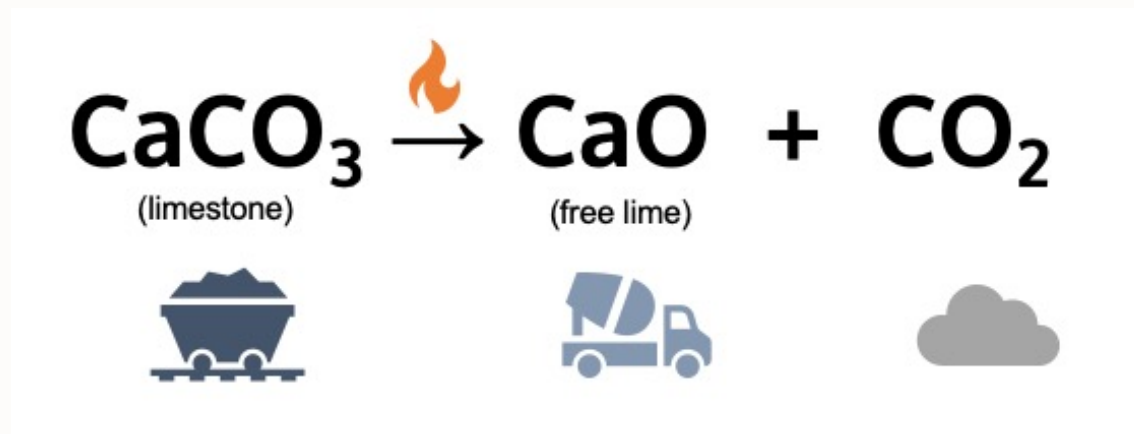 CaCO₃ → CaO + CO₂
(limestone) (free lime)